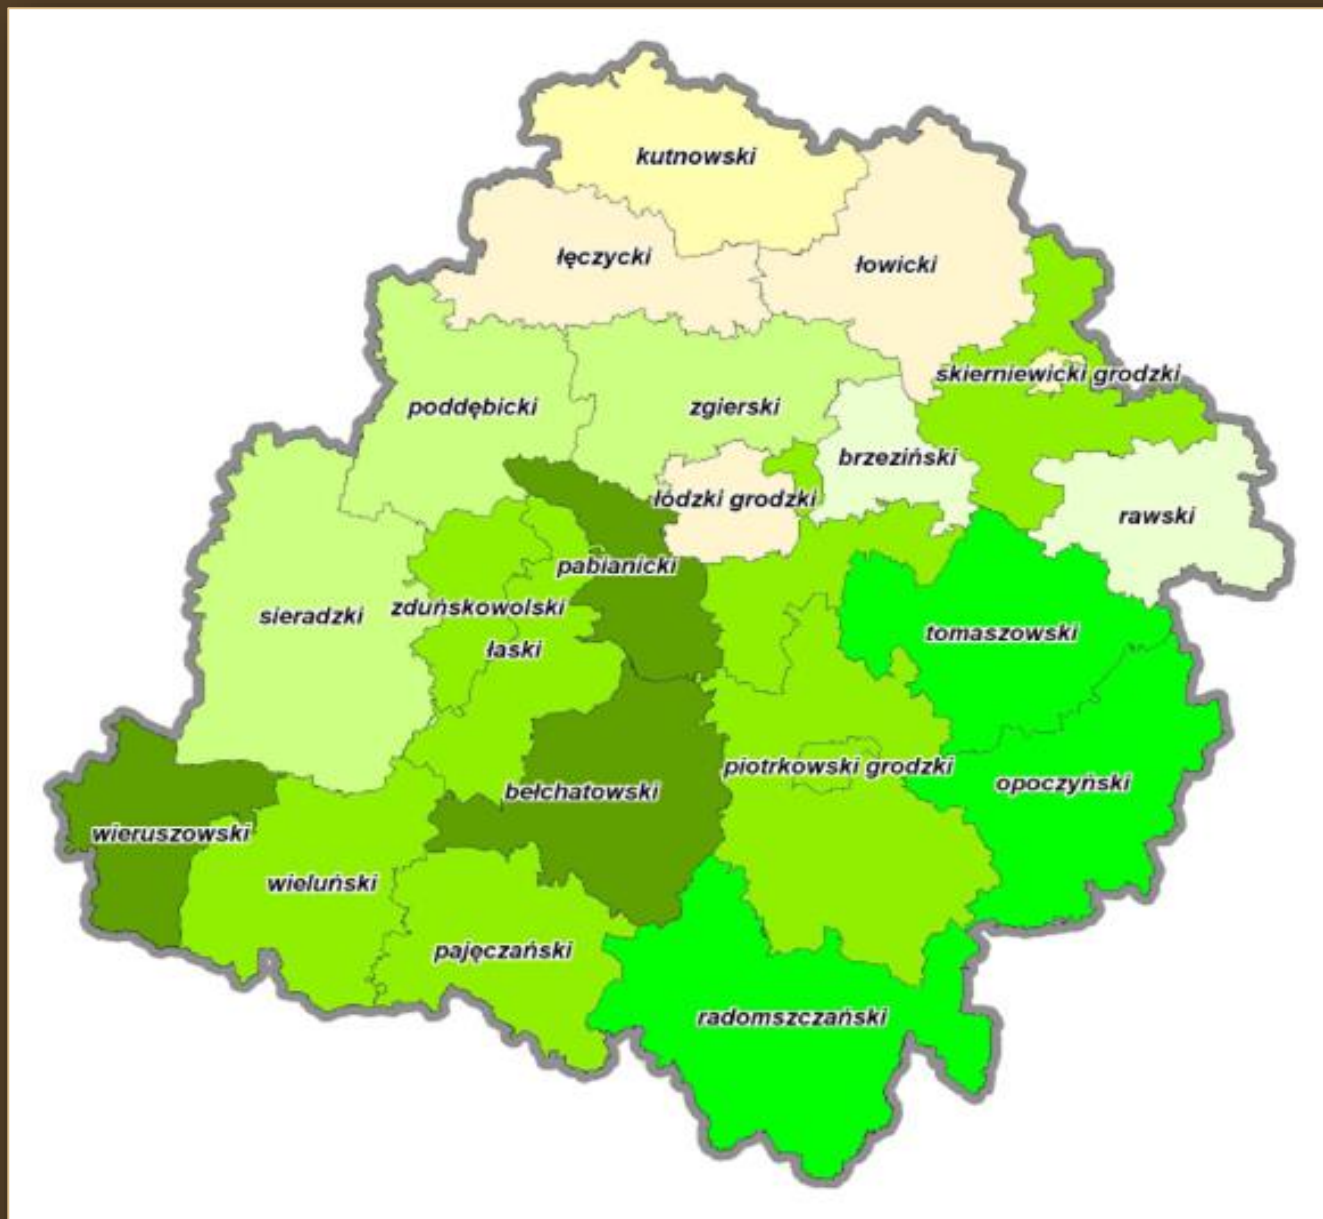 kutnowski
łęczycki
łowicki
skierniewicki grodzki
poddębicki
zgierski
brzeziński
łódzki grodzki
rawski
pabianicki
zduńskowolski
sieradzki
tomaszowski
łaski
piotrkowski grodzki
opoczyński
bełchatowski
wieruszowski
wieluński
pajęczański
radomszczański